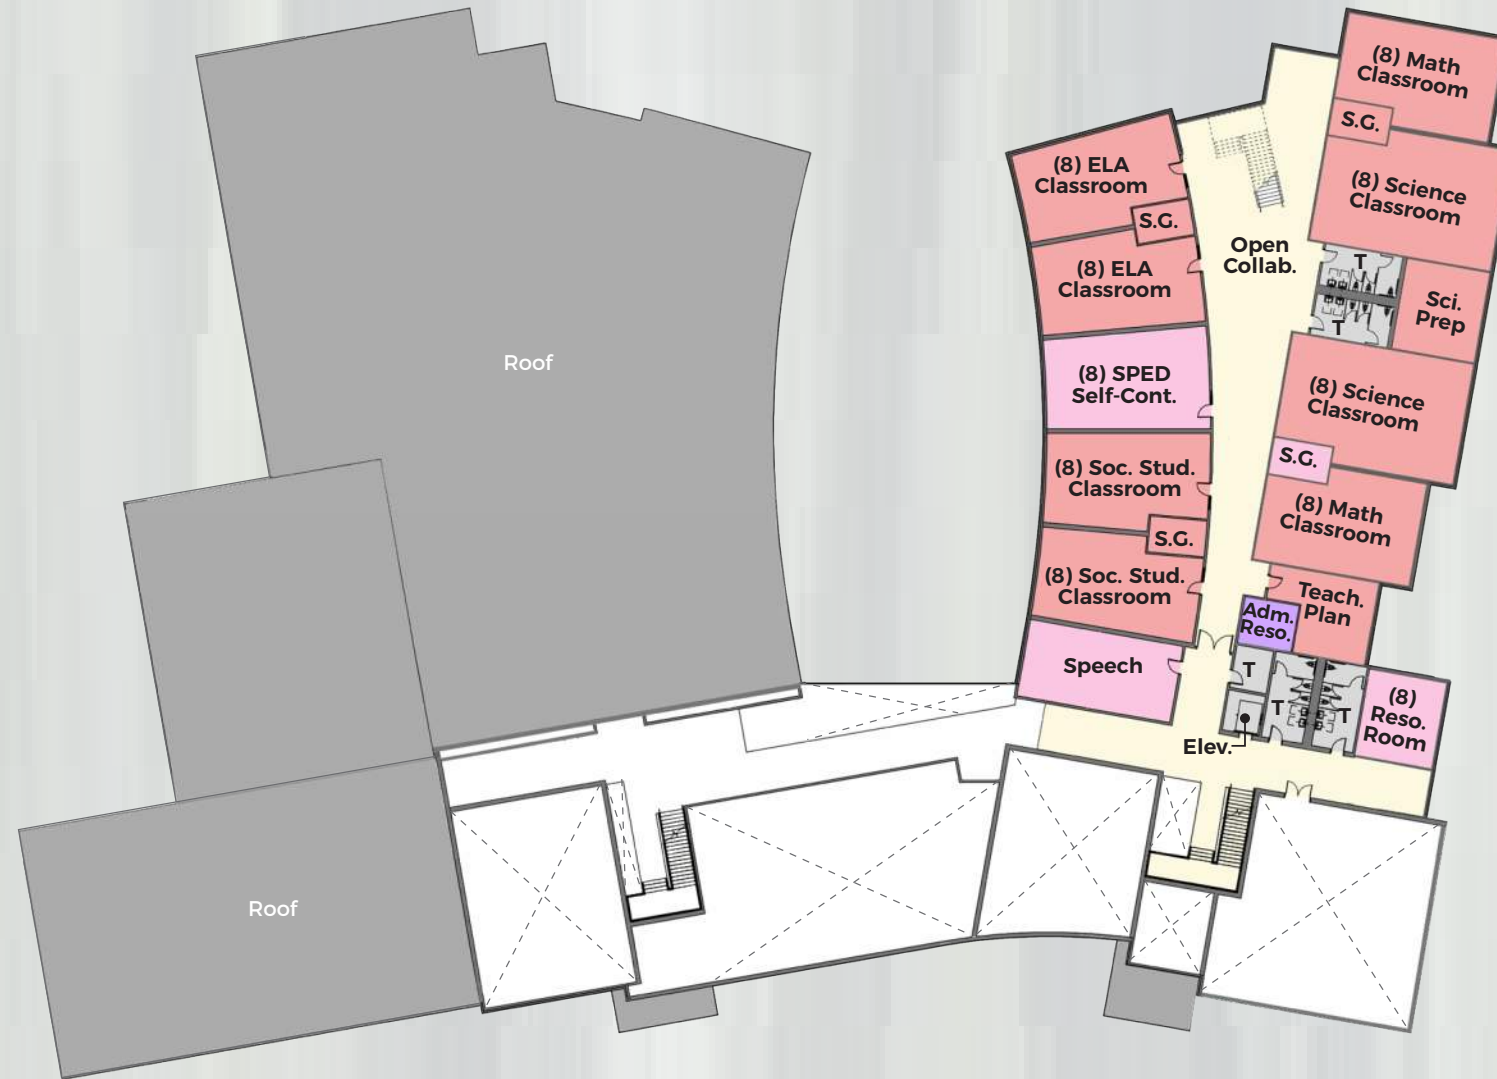 (8) Math
Classroom
S.G.
(8) Science
Classroom
(8) ELA
Classroom
S.G.
(8) ELA
Classroom
Open
Collab.
T
T
Sci.
Prep
Roof
(8) SPED
Self-Cont.
(8) Science
Classroom
S.G.
(8) Soc. Stud.
Classroom
S.G.
(8) Math
Classroom
(8) Soc. Stud.
Classroom
Teach.
Plan
Adm.
Reso.
Speech
T
T
T
(8)
Reso.
Room
Elev.
Roof